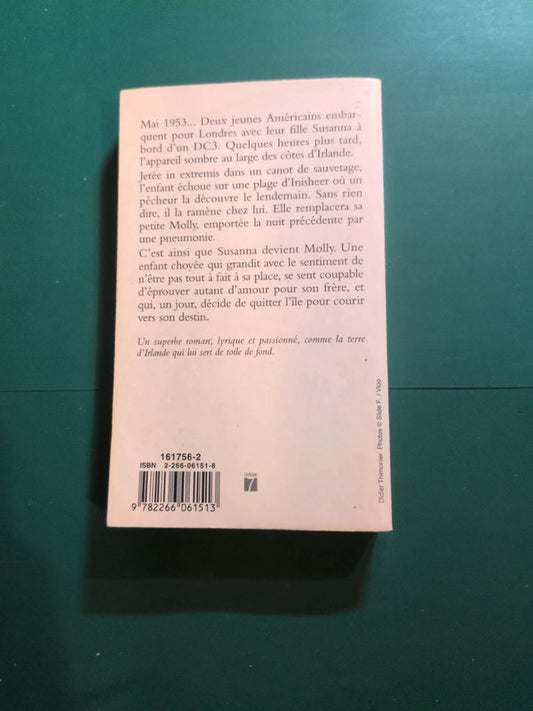 Mai 1953... Deux jeunes Américains embar-
quent pour Londres avec leur fille Susanna à
bord d'un DC3. Quelques heures plus tard,
l'appareil sombre au large des côtes d'Irlande.
Jetée in extremis dans un canot de sauvetage,
l'enfant échoue sur une plage d'Inisheer où un
pêcheur la découvre le lendemain. Sans rien
dire, il la ramène chez lui. Elle remplacera sa
petite Molly, emportée la nuit précédente par
une pneumonie.
C'est ainsi que Susanna devient Molly. Une
enfant choyée qui grandit avec le sentiment de
n'être pas tout à fait à sa place, se sent coupable
d'éprouver autant d'amour pour son frère, et
qui, un jour, décide de quitter l'île pour courir
vers son destin.
Un superbe roman, lyrique et passionné, comme la terre
d'Irlande qui lui sert de toile de fond.
161756-2
ISBN 2-266-06151-8
9 782266 061513
7
Didier Thimonier Photos © Slide F. / Vloo